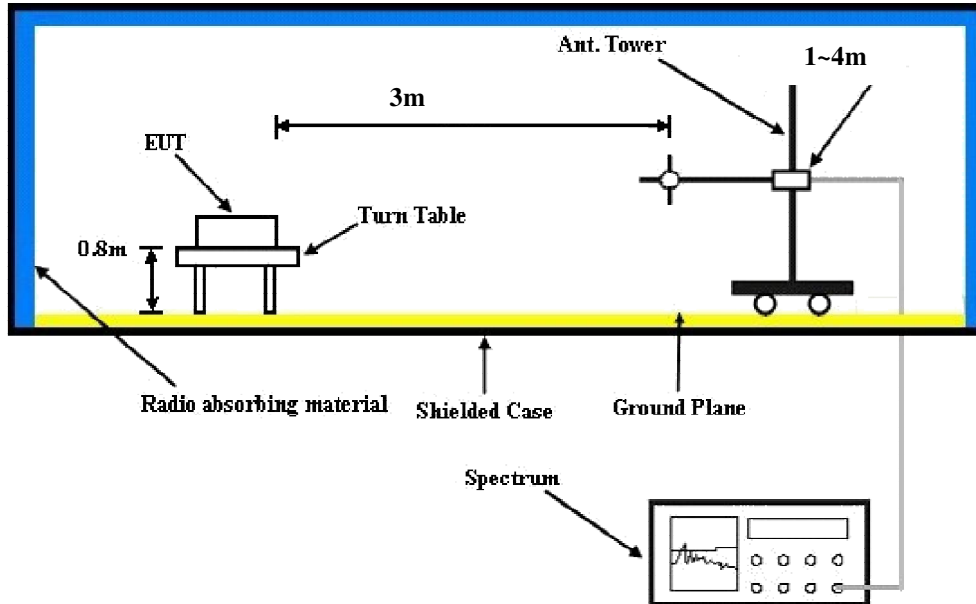 Ant. Tower
1~4m
3m
EUT
Turn Table
0.8m
Radio absorbing material
Shielded Case
Ground Plane
Spectrum